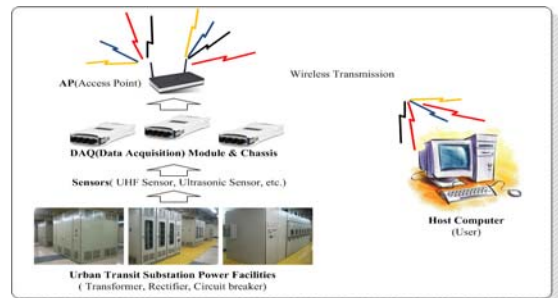 AP(Access Point)
Wireless Transmission
DAQ(Data Acquisition) Module & Chassis
Sensors( UHF Sensor, Ultrasonic Sensor, etc.)
Host Computer
(User)
Urban Transit Substation Power Facilities
( Transformer, Rectifier, Circuit breaker)